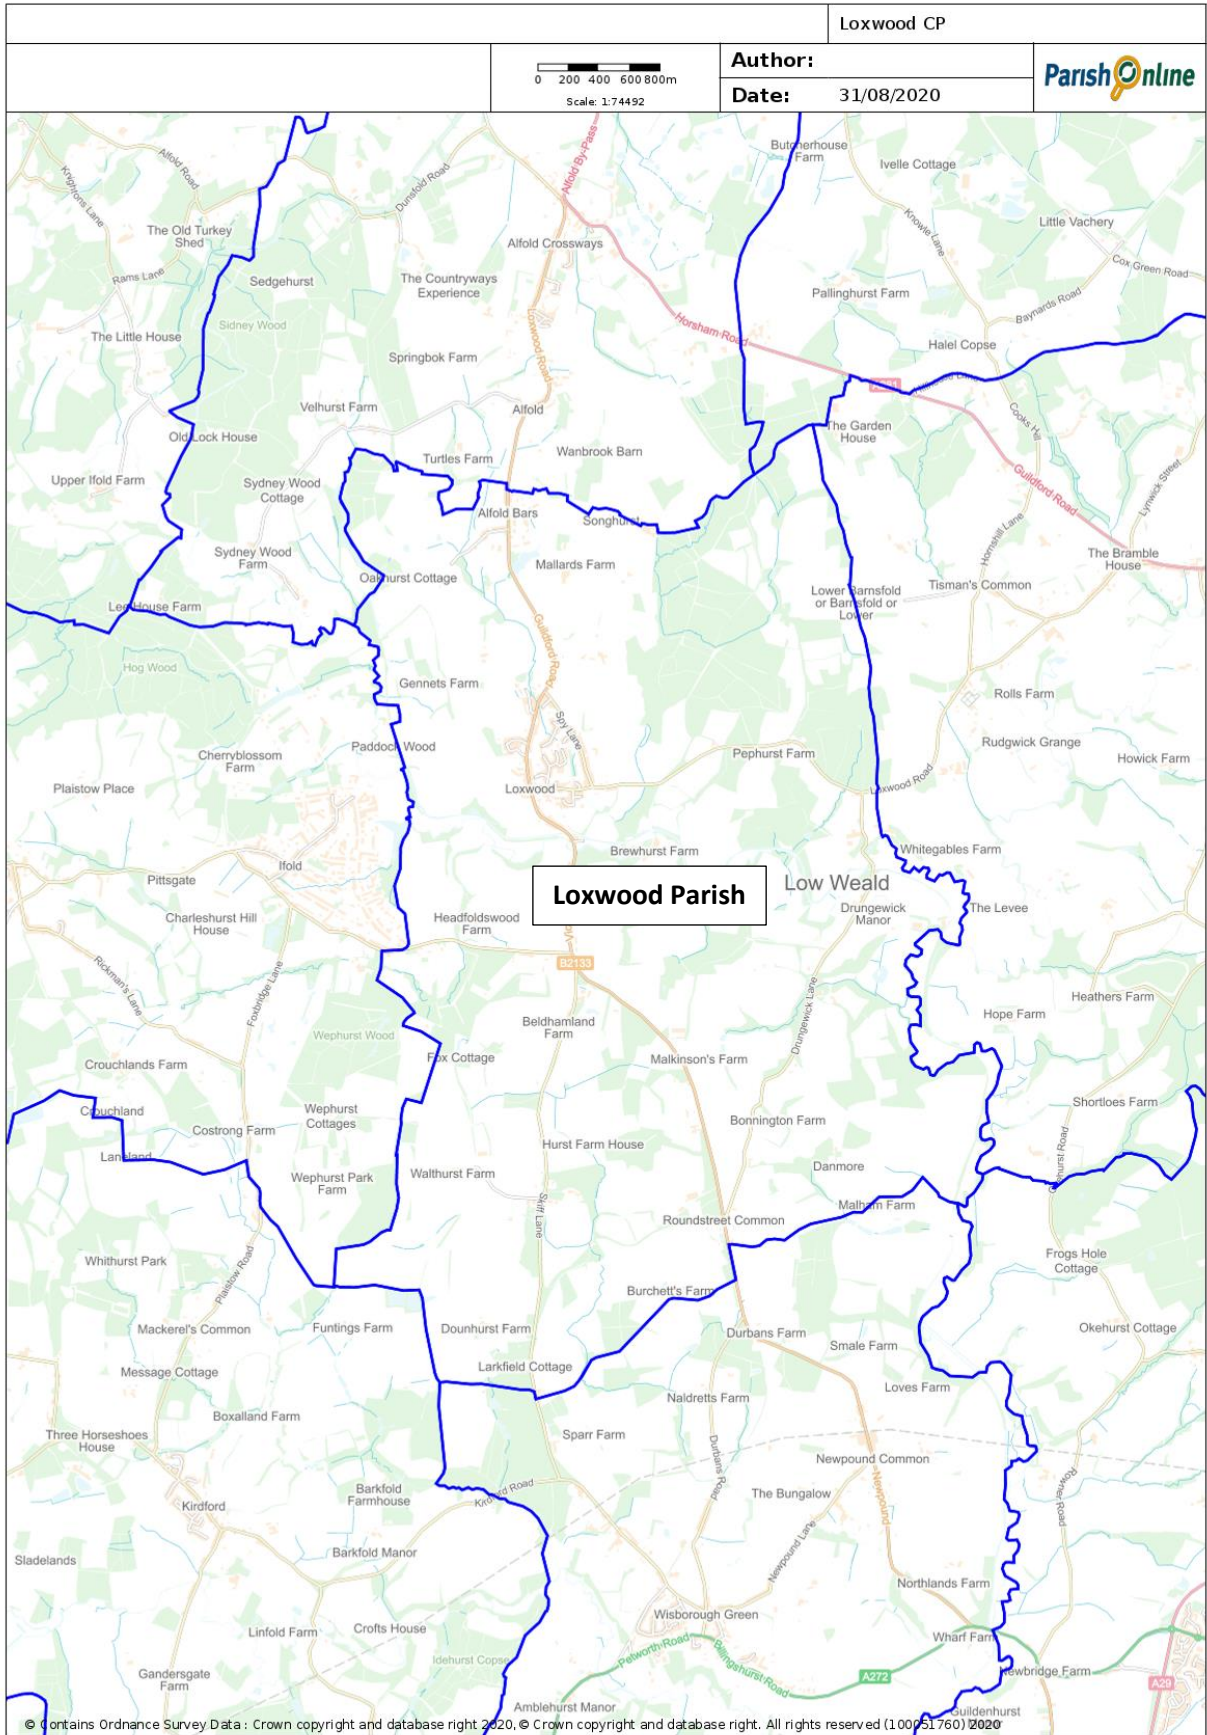 Loxwood CP
0 200 400 600 800m
Scale: 1:74492
Author:
Date: 31/08/2020
Parish Online
Alfold By-Pass
Butcherhouse
Farm
Ivelle Cottage
Alfold Road
Knightons Lane
Dunsfold Road
Knowle Lane
Little Vachery
The Old Turkey
Shed
Alfold Crossways
Cox Green Road
Rams Lane
Sedgehurst
The Countryways
Experience
Pallinghurst Farm
Baynards Road
Sidney Wood
Loxwood Road
Horsham Road
The Little House
Halel Copse
Springbok Farm
A281
Velhurst Farm
Alfold
Cooks Hill
The Garden
House
Old Lock House
Wanbrook Barn
Turtles Farm
Upper Ifold Farm
Sydney Wood
Cottage
Guildford Road
Lynwick Street
Alfold Bars
Songhurst
Hornshill Lane
Sydney Wood
Farm
Mallards Farm
The Bramble
House
Oakhurst Cottage
Lower Barnsfold
or Barnsfold or
Lower
Tisman's Common
Lee House Farm
Guildford Road
Hog Wood
Gennets Farm
Rolls Farm
Spy Lane
Paddock Wood
Rudgwick Grange
Cherryblossom
Farm
Pephurst Farm
Howick Farm
Plaistow Place
Loxwood
Loxwood Road
Brewhurst Farm
Whitegables Farm
Ifold
Pittsgate
Loxwood Parish
Low Weald
Charleshurst Hill
House
Headfoldswood
Farm
Drungewick
Manor
The Levee
B2133
Rickman's Lane
Foxbridge Lane
Drungewick Lane
Heathers Farm
Beldhamland
Farm
Hope Farm
Wephurst Wood
Crouchlands Farm
Fox Cottage
Malkinson's Farm
Crouchland
Wephurst
Cottages
Shortloes Farm
Costrong Farm
Bonnington Farm
Hurst Farm House
Laneland
Okehurst Road
Wephurst Park
Farm
Walthurst Farm
Danmore
Skiff Lane
Malham Farm
Roundstreet Common
Whithurst Park
Frogs Hole
Cottage
Plaistow Road
Burchett's Farm
Mackerel's Common
Funtings Farm
Dounhurst Farm
Durbans Farm
Okehurst Cottage
Smale Farm
Message Cottage
Larkfield Cottage
Loves Farm
Boxalland Farm
Naldretts Farm
Three Horseshoes
House
Sparr Farm
Durbans Road
Newpound Common
Barkfold
Farmhouse
Kirdford Road
The Bungalow
Newpound
Rowner Road
Kirdford
Newpound Lane
Barkfold Manor
Sladelands
Northlands Farm
Wisborough Green
Linfold Farm
Crofts House
Wharf Farm
Idehurst Copse
Petworth Road
Billingshurst Road
Gandersgate
Farm
A272
Newbridge Farm
A29
Amblehurst Manor
Guildenhurst
Manor
© Contains Ordnance Survey Data : Crown copyright and database right 2020, © Crown copyright and database right. All rights reserved (100051760) 2020